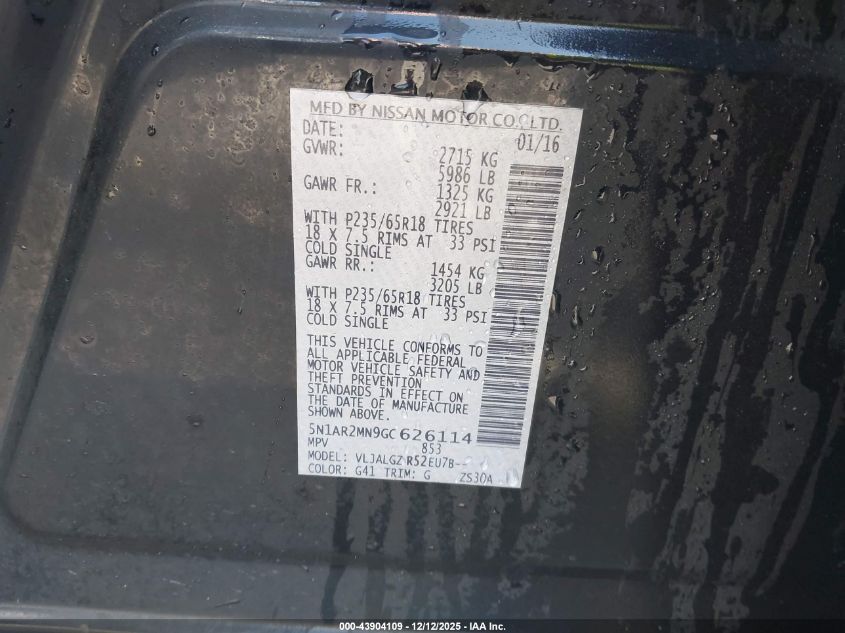 MFD BY NISSAN MOTOR CO.,LTD.
DATE: 01/16
GVWR: 2715 KG
5986 LB
GAWR FR.: 1325 KG
2921 LB
WITH P235/65R18 TIRES
18 X 7.5 RIMS AT 33 PSI
COLD SINGLE
GAWR RR.: 1454 KG
3205 LB
WITH P235/65R18 TIRES
18 X 7.5 RIMS AT 33 PSI
COLD SINGLE
THIS VEHICLE CONFORMS TO
ALL APPLICABLE FEDERAL
MOTOR VEHICLE SAFETY AND
THEFT PREVENTION
STANDARDS IN EFFECT ON
THE DATE OF MANUFACTURE
SHOWN ABOVE.
5N1AR2MN9GC626114
MPV 853
MODEL: VLJALGZ R52EU7B--
COLOR: G41 TRIM: G ZS30A
000-43904109 - 12/12/2025 - IAA Inc.